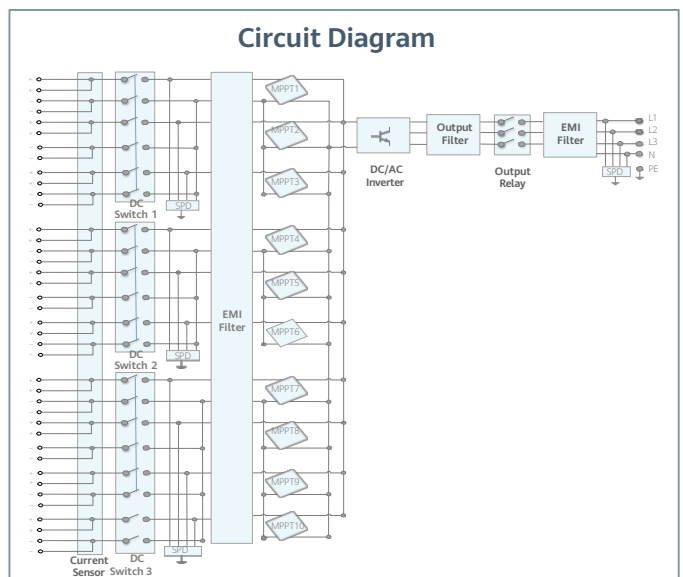 Circuit Diagram
MPPT1
MPPT2
MPPT3
DC
Switch 1
SPD
MPPT4
MPPT5
MPPT6
DC
Switch 2
SPD
EMI
Filter
MPPT7
MPPT8
MPPT9
MPPT10
Current
Sensor
DC
Switch 3
SPD
DC/AC
Inverter
Output
Filter
Output
Relay
EMI
Filter
SPD
L1
L2
L3
N
PE